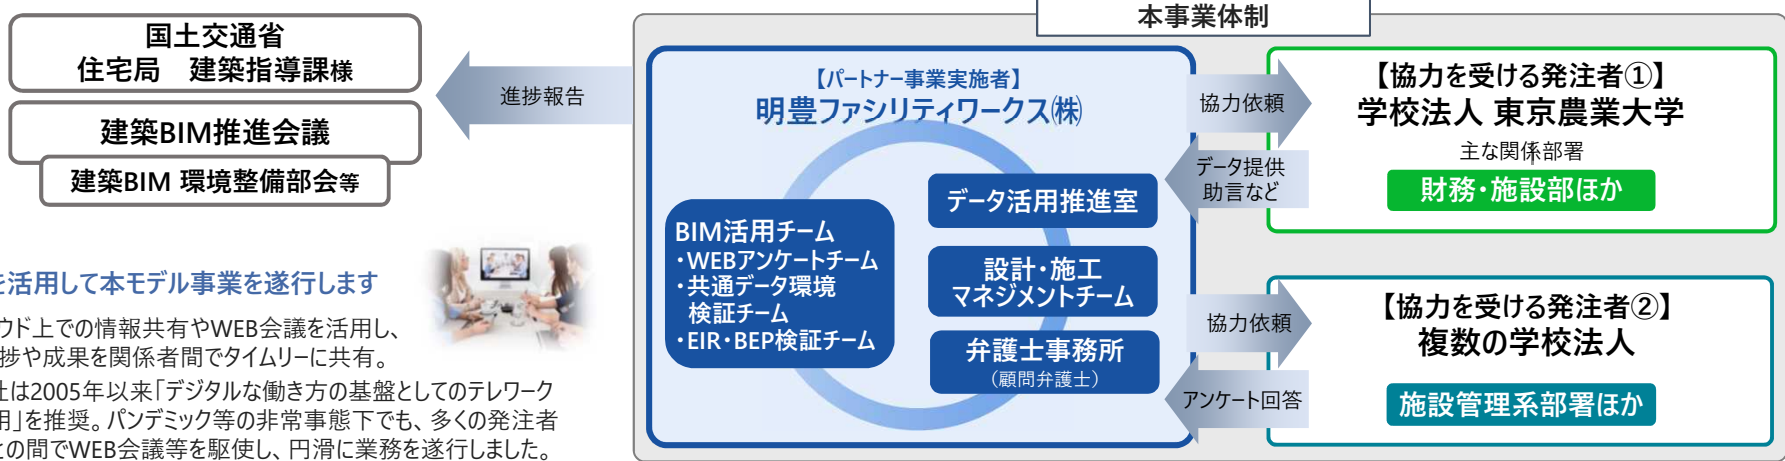 国土交通省
住宅局 建築指導課様
建築BIM推進会議
建築BIM 環境整備部会等
進捗報告
を活用して本モデル事業を遂行します
ウド上での情報共有やWEB会議を活用し、
捗や成果を関係者間でタイムリーに共有。
社は2005年以来「デジタルな働き方の基盤としてのテレワーク
用」を推奨。パンデミック等の非常事態下でも、多くの発注者
との間でWEB会議等を駆使し、円滑に業務を遂行しました。
本事業体制
【パートナー事業実施者】
明豊ファシリティワークス㈱
BIM活用チーム
・WEBアンケートチーム
・共通データ環境
検証チーム
・EIR・BEP検証チーム
データ活用推進室
設計・施工
マネジメントチーム
弁護士事務所
（顧問弁護士）
協力依頼
データ提供
助言など
【協力を受ける発注者①】
学校法人 東京農業大学
主な関係部署
財務・施設部ほか
協力依頼
アンケート回答
【協力を受ける発注者②】
複数の学校法人
施設管理系部署ほか